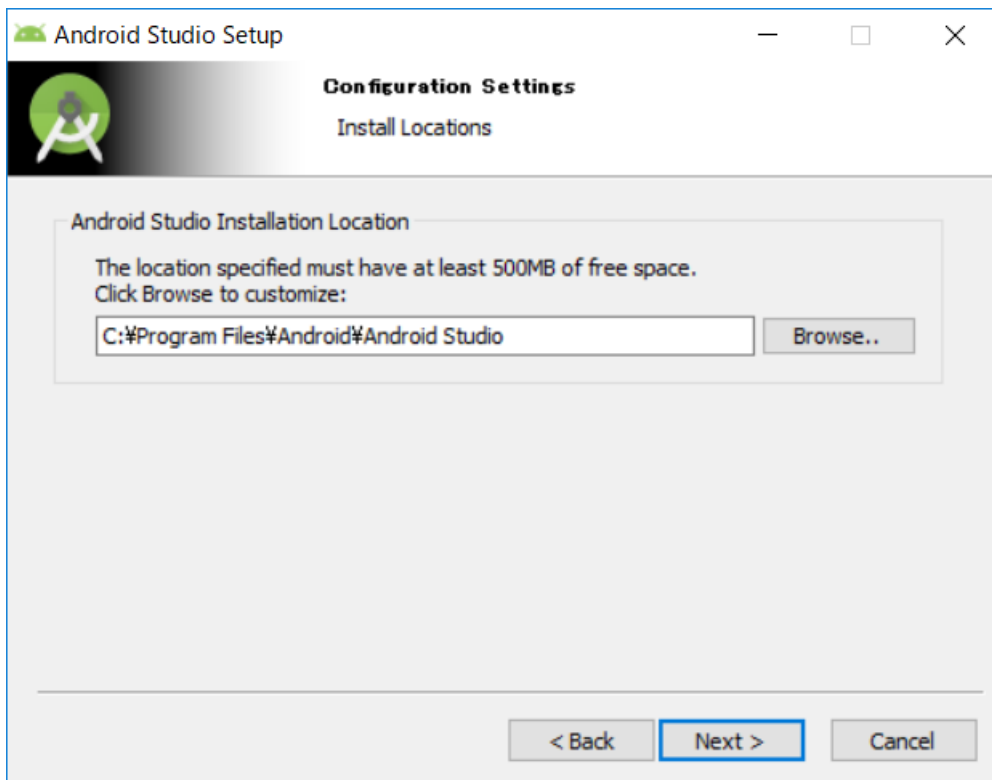 Android Studio Setup
Configuration Settings
Install Locations
Android Studio Installation Location
The location specified must have at least 500MB of free space.
Click Browse to customize:
C:¥Program Files¥Android¥Android Studio
Browse..
< Back
Next >
Cancel